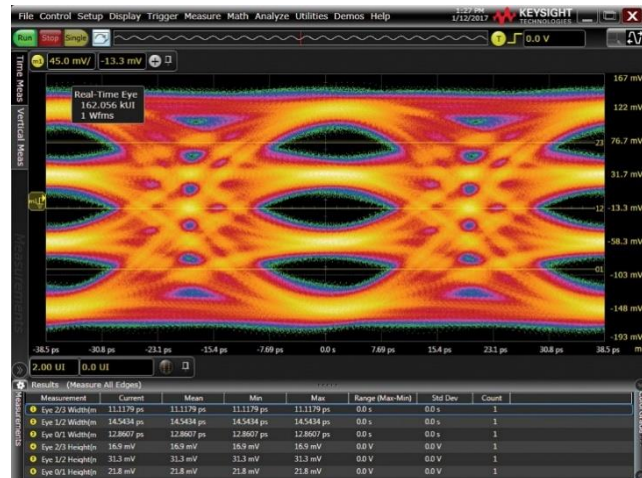 File Control Setup Display Trigger Measure Math Analyze Utilities Demos Help
1:27 PM
1/12/2017
KEYSIGHT
TECHNOLOGIES
Run Stop Single
T 0.0 V
45.0 mV/ -13.3 mV
Time Meas
Vertical Meas
Measurements
Real-Time Eye
162.056 kUI
1 Wfms
167 mV
122 mV
76.7 mV
31.7 mV
-13.3 mV
-58.3 mV
-103 mV
-148 mV
-193 mV
23
12
01
-38.5 ps -30.8 ps -23.1 ps -15.4 ps -7.69 ps 0.0 s 7.69 ps 15.4 ps 23.1 ps 30.8 ps 38.5 ps
2.00 UI 0.0 UI
Results (Measure All Edges)
Measurements
Measurement Current Mean Min Max Range (Max-Min) Std Dev Count
Eye 2/3 Width(m 11.1179 ps 11.1179 ps 11.1179 ps 11.1179 ps 0.0 s 0.0 s 1
Eye 1/2 Width(m 14.5434 ps 14.5434 ps 14.5434 ps 14.5434 ps 0.0 s 0.0 s 1
Eye 0/1 Width(m 12.8607 ps 12.8607 ps 12.8607 ps 12.8607 ps 0.0 s 0.0 s 1
Eye 2/3 Height(n 16.9 mV 16.9 mV 16.9 mV 16.9 mV 0.0 V 0.0 V 1
Eye 1/2 Height(n 31.3 mV 31.3 mV 31.3 mV 31.3 mV 0.0 V 0.0 V 1
Eye 0/1 Height(n 21.8 mV 21.8 mV 21.8 mV 21.8 mV 0.0 V 0.0 V 1